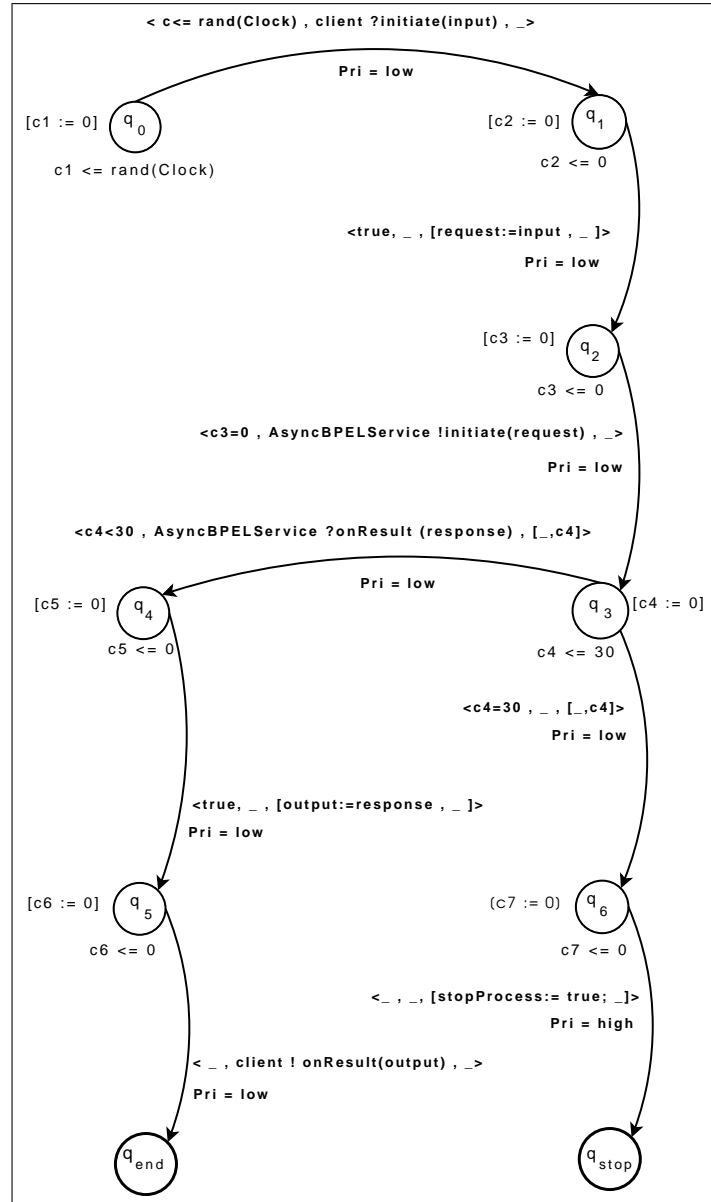 < c<= rand(Clock) , client ?initiate(input) , _>
Pri = low
[c1 := 0] q0
c1 <= rand(Clock)
[c2 := 0] q1
c2 <= 0
<true, _ , [request:=input , _ ]>
Pri = low
[c3 := 0] q2
c3 <= 0
<c3=0 , AsyncBPELService !initiate(request) , _>
Pri = low
<c4<30 , AsyncBPELService ?onResult (response) , [_,c4]>
Pri = low
[c5 := 0] q4
c5 <= 0
q3 [c4 := 0]
c4 <= 30
<c4=30 , _ , [_,c4]>
Pri = low
<true, _ , [output:=response , _ ]>
Pri = low
[c6 := 0] q5
c6 <= 0
(c7 := 0) q6
c7 <= 0
<_ , _, [stopProcess:= true; _]>
Pri = high
< _ , client ! onResult(output) , _>
Pri = low
qend
qstop